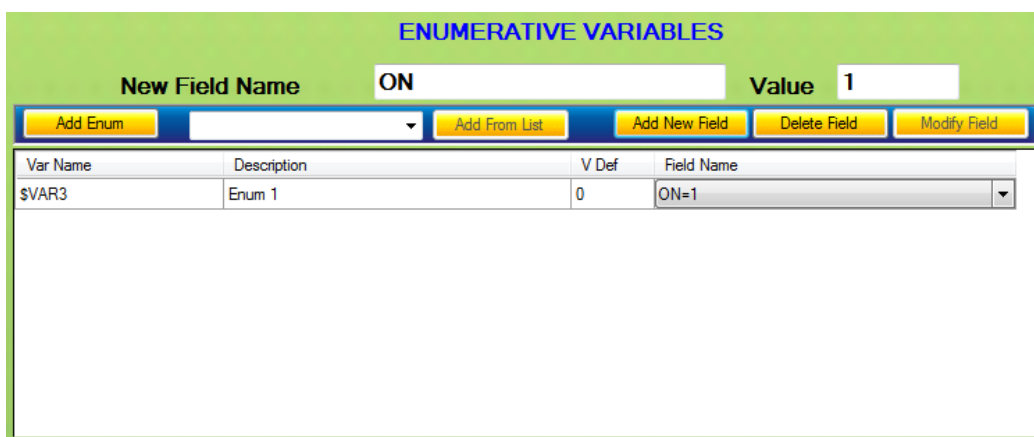 ENUMERATIVE VARIABLES
New Field Name ON Value 1
Add Enum Add From List Add New Field Delete Field Modify Field
Var Name Description V Def Field Name
$VAR3 Enum 1 0 ON=1